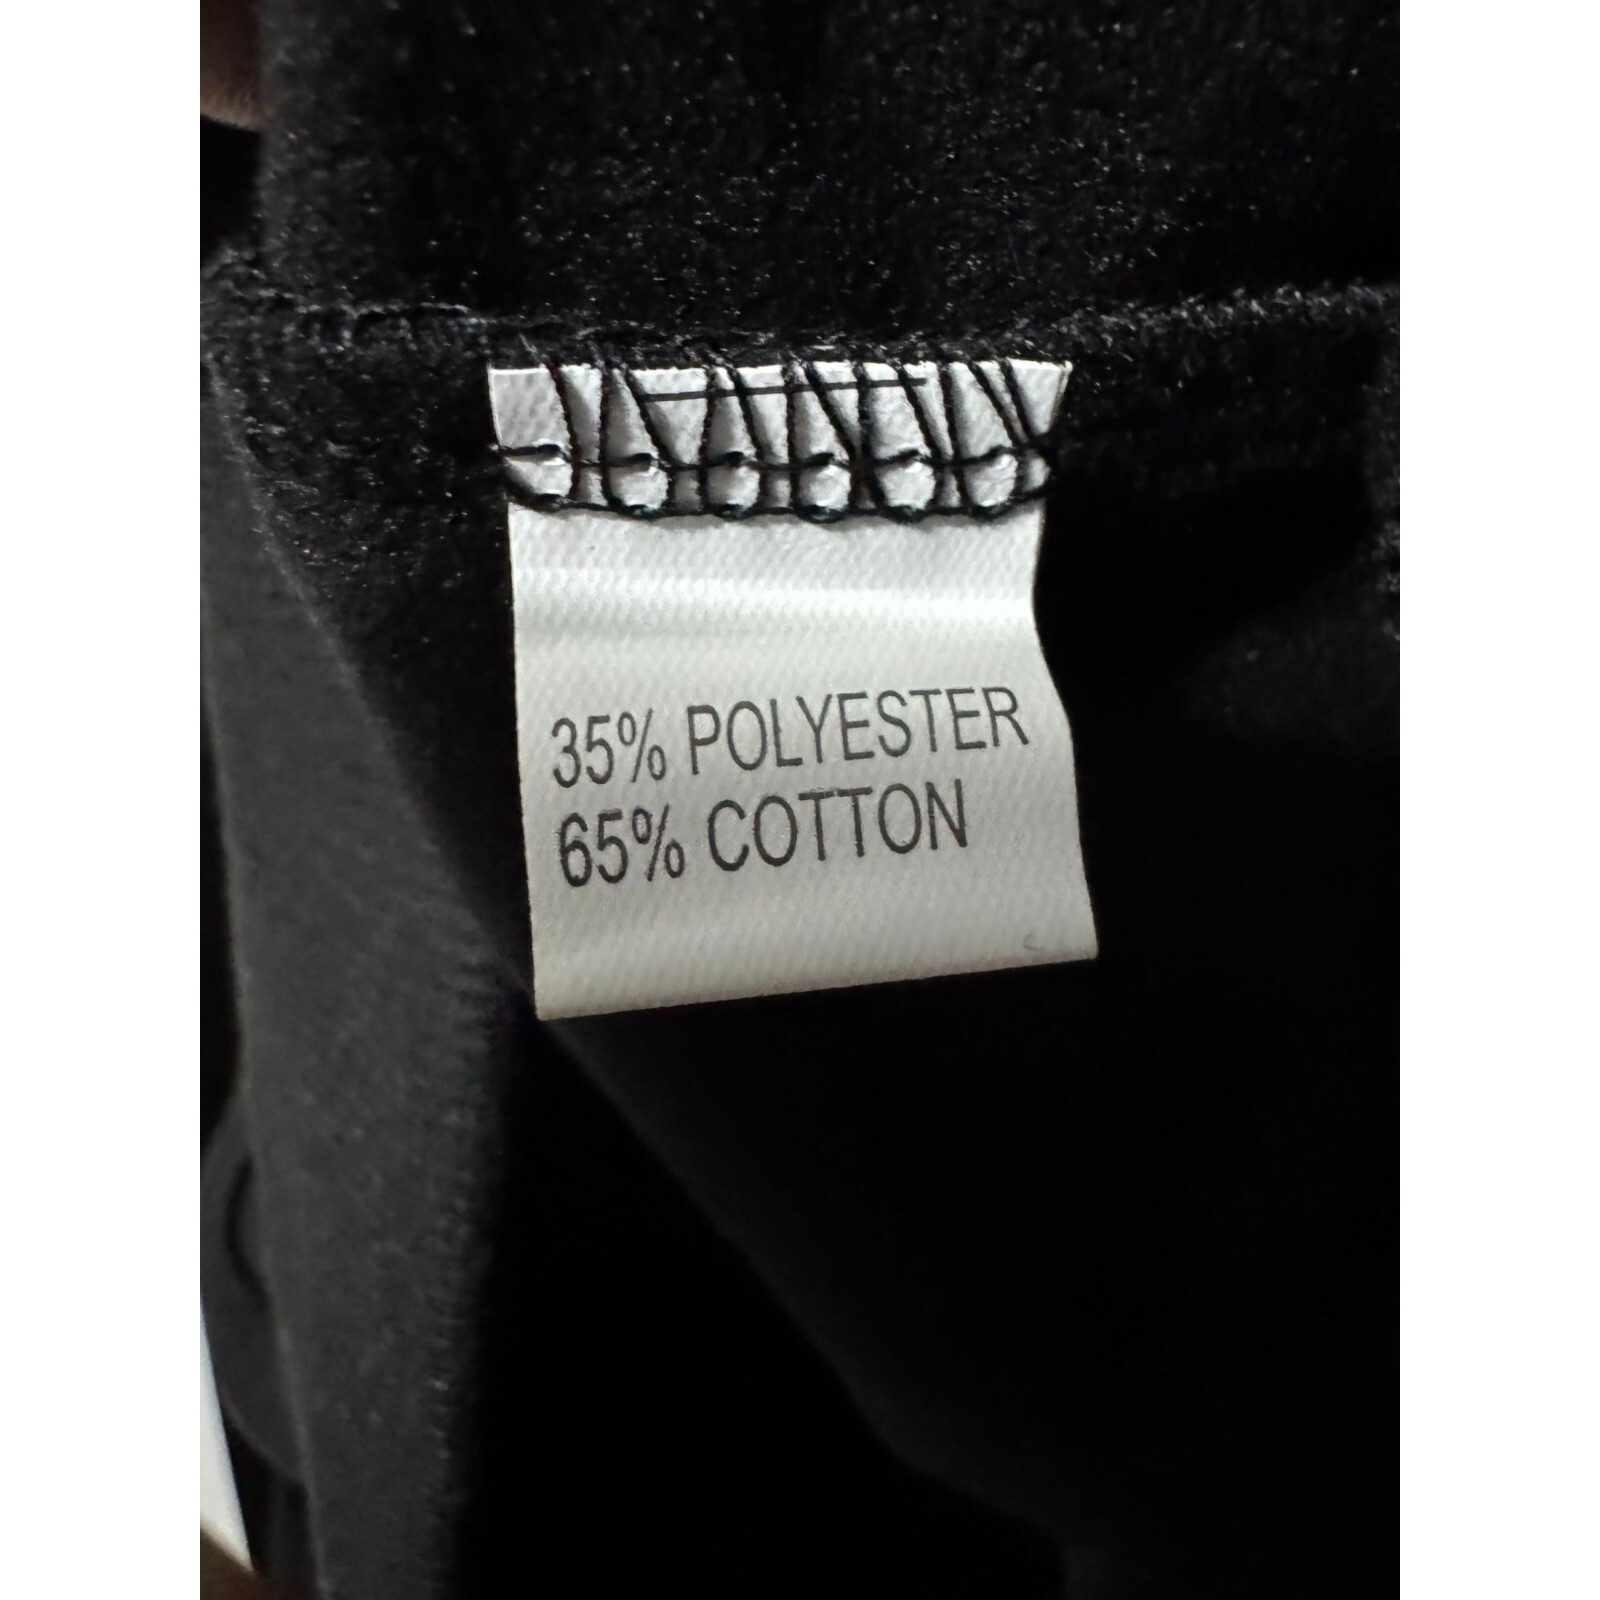 35% POLYESTER
65% COTTON